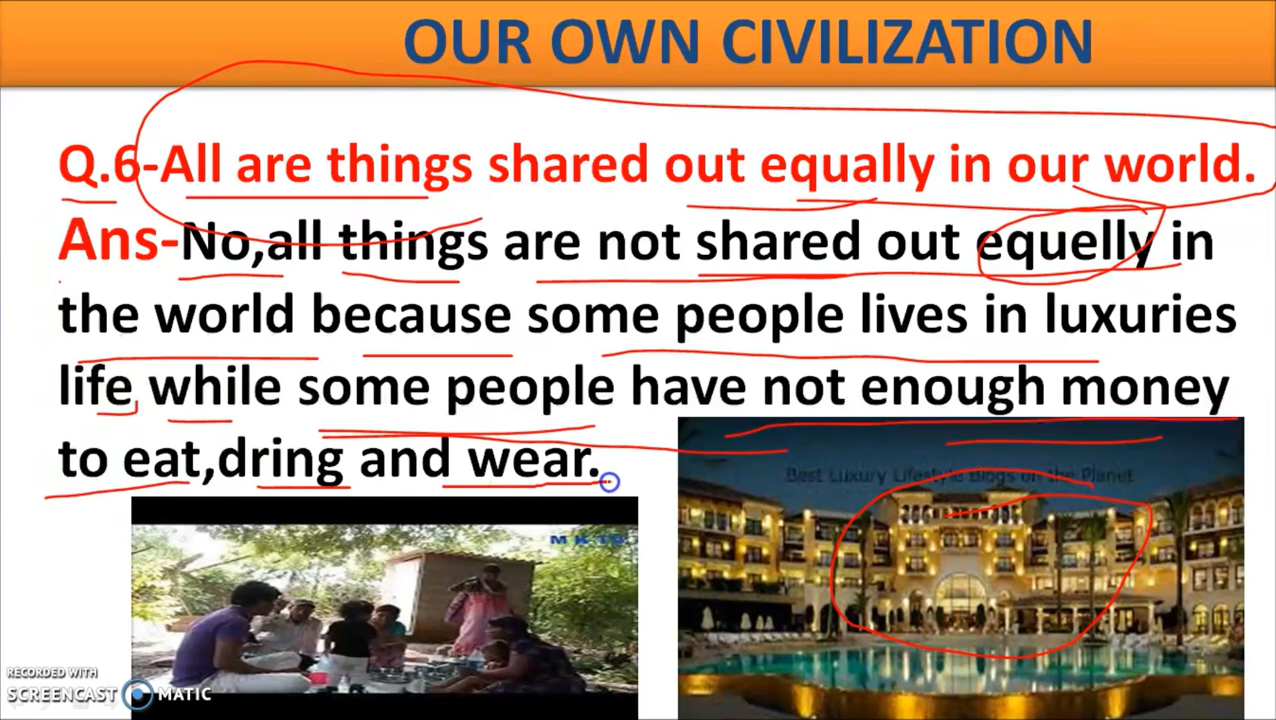 OUR OWN CIVILIZATION
Q.6-All are things shared out equally in our world.
Ans-No,all things are not shared out equelly in
the world because some people lives in luxuries
life while some people have not enough money
to eat,dring and wear.
Best Luxury Lifestyle Blogs on the Planet
RECORDED WITH
SCREENCAST MATIC